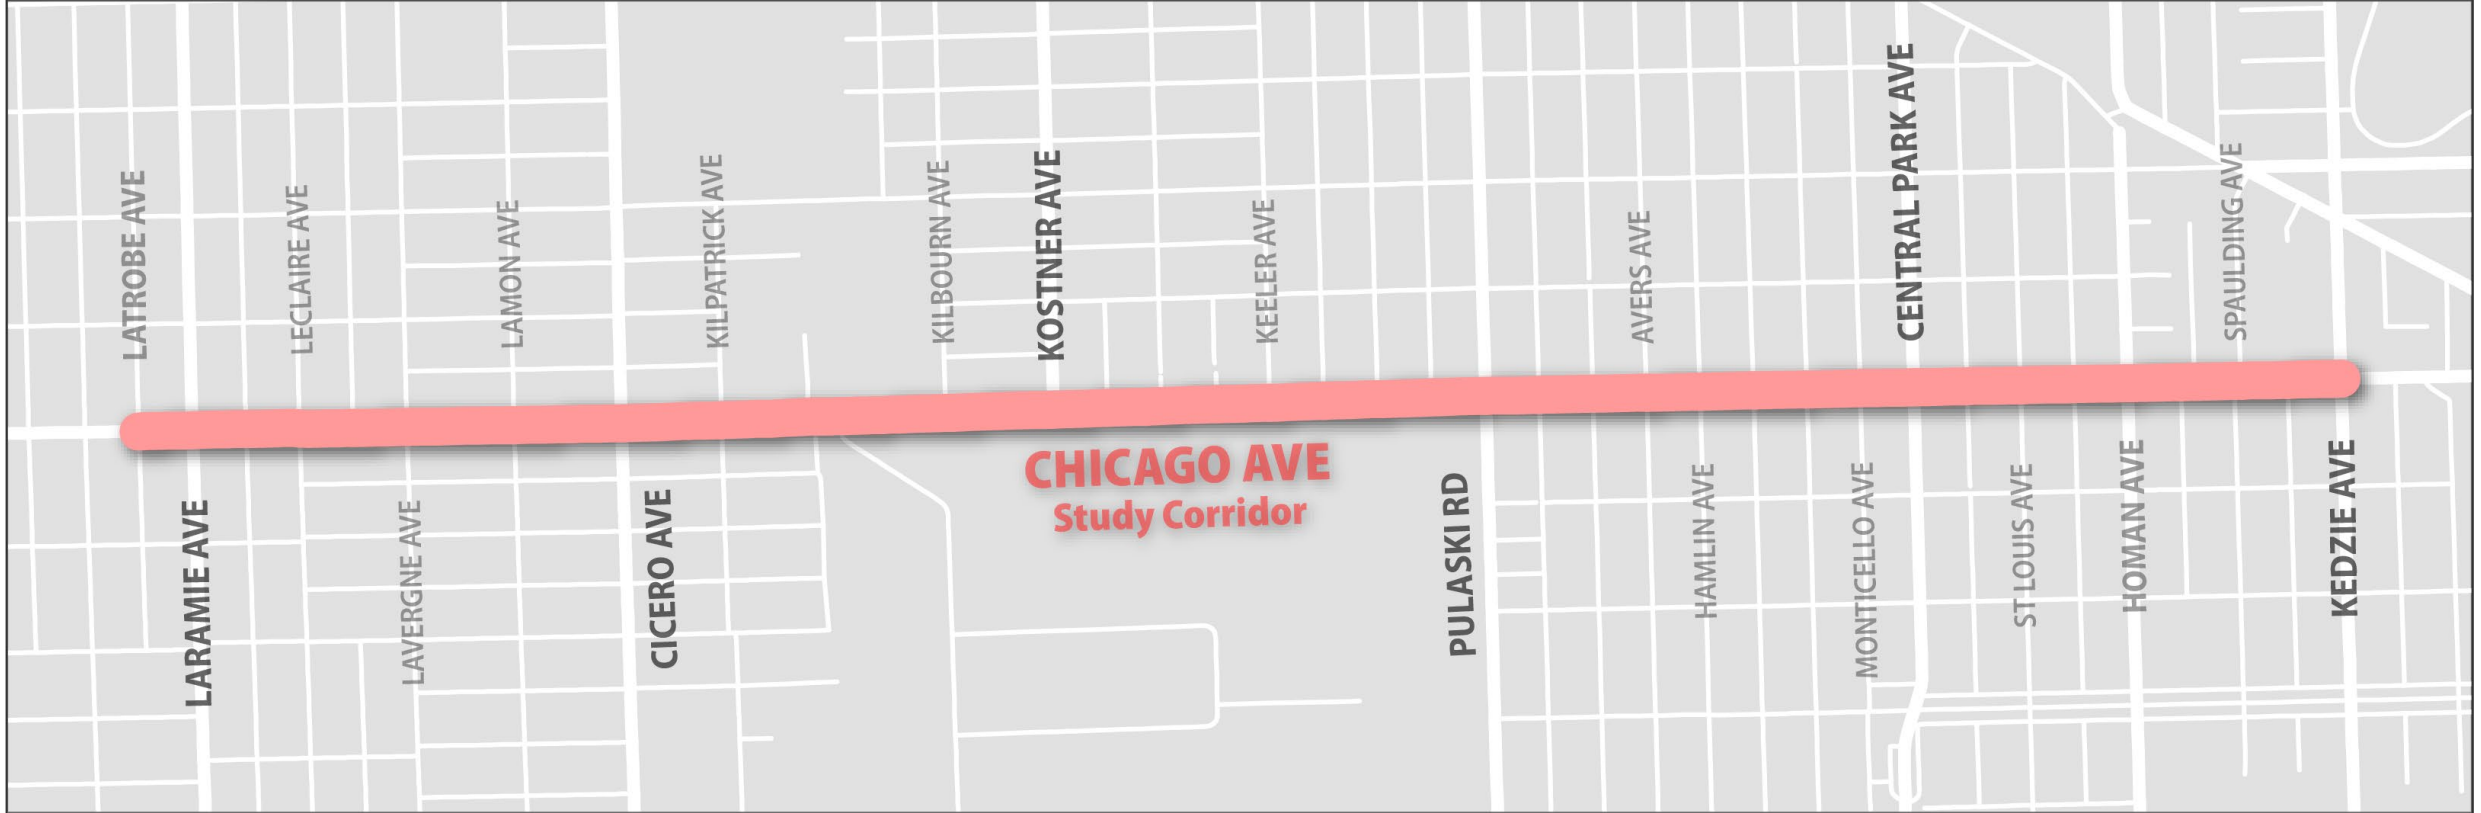 LATROBE AVE
LARAMIE AVE
LECLAIRE AVE
LAVERGNE AVE
LAMON AVE
CICERO AVE
KILPATRICK AVE
KILBOURN AVE
KOSTNER AVE
CHICAGO AVE
Study Corridor
KEELER AVE
PULASKI RD
AVERS AVE
HAMLIN AVE
MONTICELLO AVE
CENTRAL PARK AVE
ST LOUIS AVE
HOMAN AVE
SPAULDING AVE
KEDZIE AVE